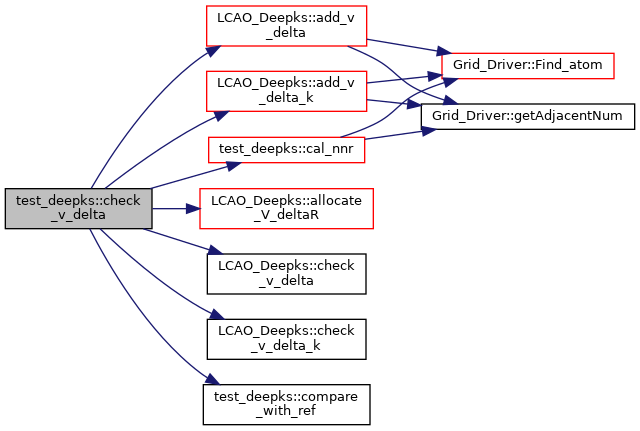 test_deepks::check
_v_delta
LCAO_Deepks::add_v
_delta
LCAO_Deepks::add_v
_delta_k
test_deepks::cal_nnr
LCAO_Deepks::allocate
_V_deltaR
LCAO_Deepks::check
_v_delta
LCAO_Deepks::check
_v_delta_k
test_deepks::compare
_with_ref
Grid_Driver::Find_atom
Grid_Driver::getAdjacentNum